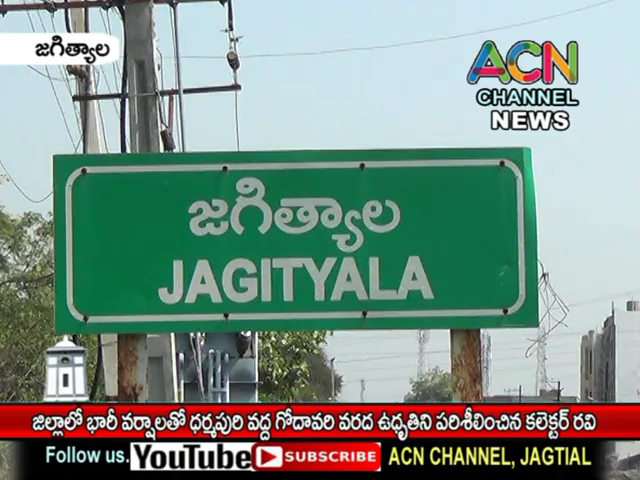 జగిత్యాల
ACN
CHANNEL
NEWS
జగిత్యాల
JAGITYALA
జిల్లాలో భారీ వర్షాలతో ధర్మపురి వద్ద గోదావరి వరద ఉధృతిని పరిశీలించిన కలెక్టర్ రవి
Follow us. YouTube SUBSCRIBE ACN CHANNEL, JAGTIAL